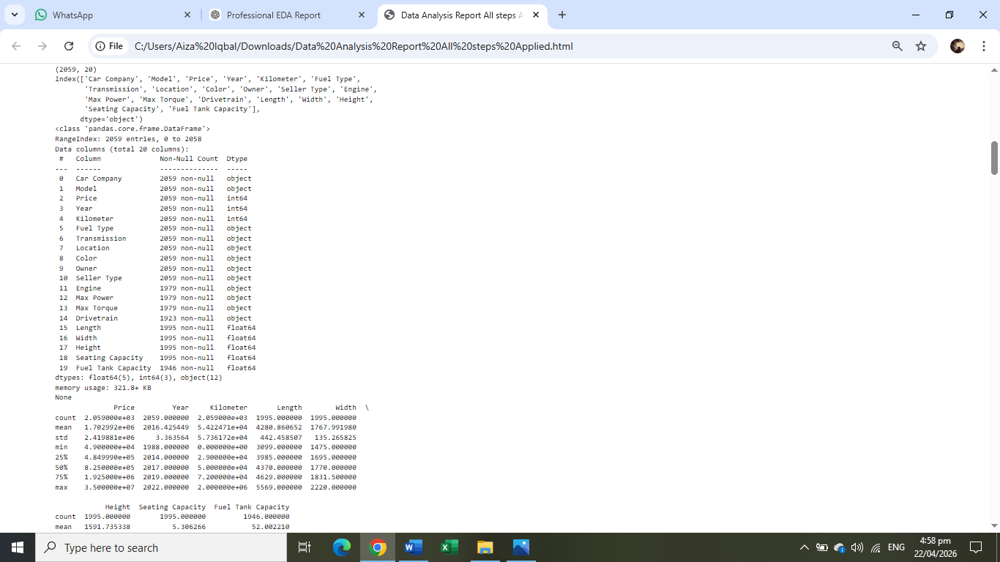 WhatsApp
Professional EDA Report
Data Analysis Report All steps A
File
C:/Users/Aiza%20Iqbal/Downloads/Data%20Analysis%20Report%20All%20steps%20Applied.html
(2059, 20)
Index(['Car Company', 'Model', 'Price', 'Year', 'Kilometer', 'Fuel Type',
       'Transmission', 'Location', 'Color', 'Owner', 'Seller Type', 'Engine',
       'Max Power', 'Max Torque', 'Drivetrain', 'Length', 'Width', 'Height',
       'Seating Capacity', 'Fuel Tank Capacity'],
      dtype='object')
<class 'pandas.core.frame.DataFrame'>
RangeIndex: 2059 entries, 0 to 2058
Data columns (total 20 columns):
 #   Column              Non-Null Count  Dtype
---  ------              --------------  -----
 0   Car Company         2059 non-null   object
 1   Model               2059 non-null   object
 2   Price               2059 non-null   int64
 3   Year                2059 non-null   int64
 4   Kilometer           2059 non-null   int64
 5   Fuel Type           2059 non-null   object
 6   Transmission        2059 non-null   object
 7   Location            2059 non-null   object
 8   Color               2059 non-null   object
 9   Owner               2059 non-null   object
 10  Seller Type         2059 non-null   object
 11  Engine              1979 non-null   object
 12  Max Power           1979 non-null   object
 13  Max Torque          1979 non-null   object
 14  Drivetrain          1923 non-null   object
 15  Length              1995 non-null   float64
 16  Width               1995 non-null   float64
 17  Height              1995 non-null   float64
 18  Seating Capacity    1995 non-null   float64
 19  Fuel Tank Capacity  1946 non-null   float64
dtypes: float64(5), int64(3), object(12)
memory usage: 321.8+ KB
None
              Price         Year     Kilometer       Length        Width  \
count  2.059000e+03  2059.000000  2.059000e+03  1995.000000  1995.000000
mean   1.702992e+06  2016.425449  5.422471e+04  4280.860652  1767.991980
std    2.419881e+06     3.363564  5.736172e+04   442.458507   135.265825
min    4.900000e+04  1988.000000  0.000000e+00  3099.000000  1475.000000
25%    4.849990e+05  2014.000000  2.900000e+04  3985.000000  1695.000000
50%    8.250000e+05  2017.000000  5.000000e+04  4370.000000  1770.000000
75%    1.925000e+06  2019.000000  7.200000e+04  4629.000000  1831.500000
max    3.500000e+07  2022.000000  2.000000e+06  5569.000000  2220.000000
            Height  Seating Capacity  Fuel Tank Capacity
count  1995.000000       1995.000000         1946.000000
mean   1591.735338          5.306266           52.002210
Type here to search
ENG
4:58 pm
22/04/2026